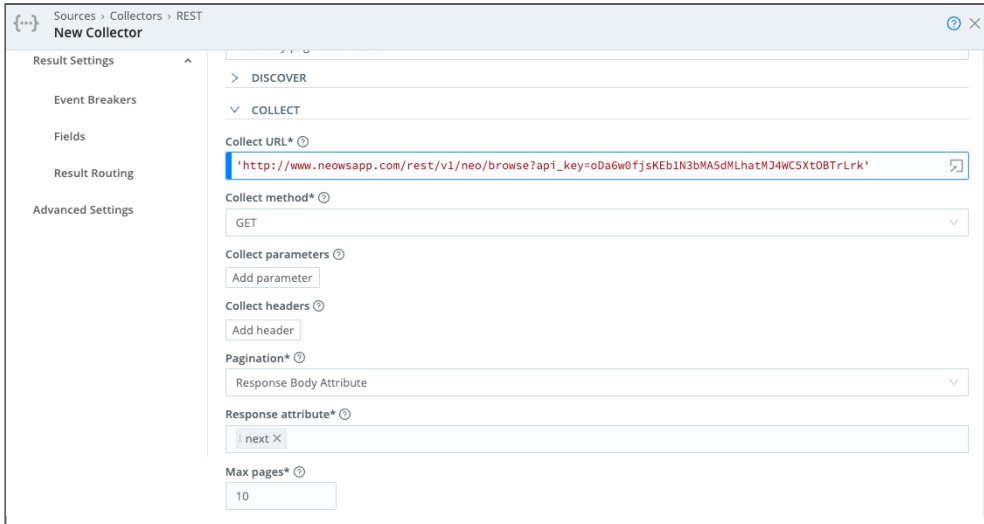 Sources > Collectors > REST
New Collector
Result Settings
Event Breakers
Fields
Result Routing
Advanced Settings
DISCOVER
COLLECT
Collect URL*
'http://www.neowsapp.com/rest/v1/neo/browse?api_key=oDa6w0fjsKEb1N3bMA5dMLhatMJ4WC5XtOBTrLrk'
Collect method*
GET
Collect parameters
Add parameter
Collect headers
Add header
Pagination*
Response Body Attribute
Response attribute*
next
Max pages*
10